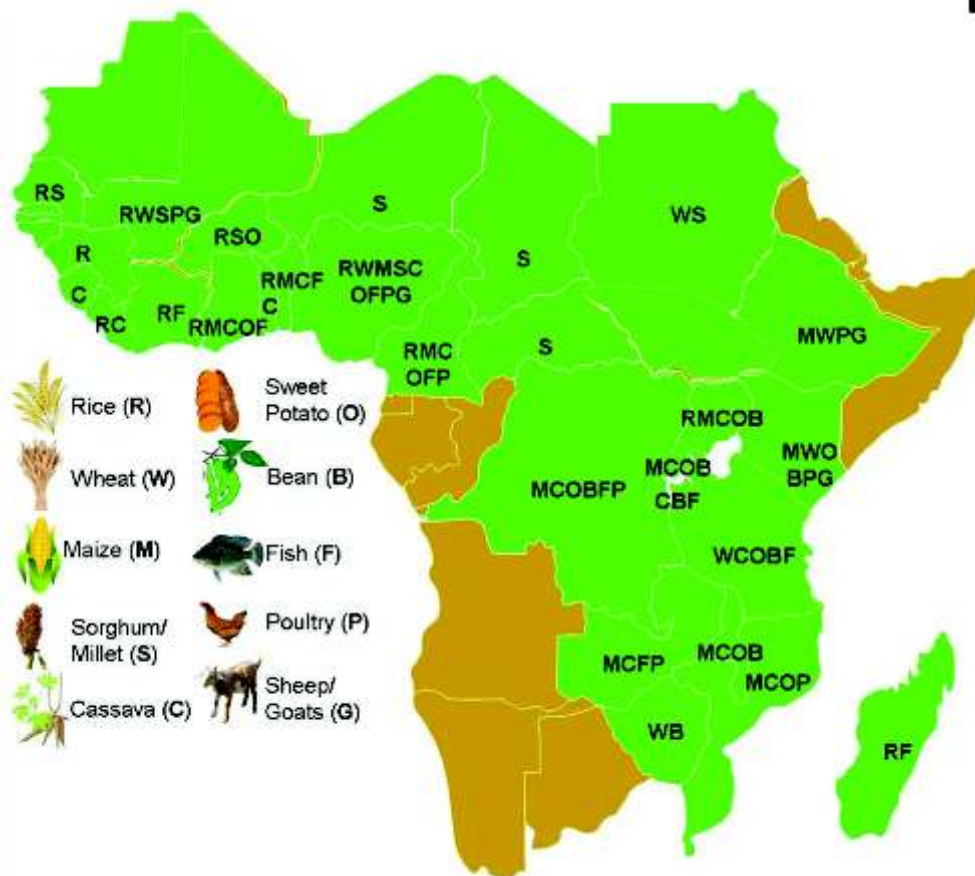 RS
RWSPG
S
WS
RSO
R
RMCF
RWMSC
OFPG
S
C
C
RC
RF
RMCOF
MWPG
RMC
OFP
S
Rice (R)
Sweet
Potato (O)
RMCOB
Wheat (W)
Bean (B)
MCOBFP
MCOB
CBF
MWO
BPG
Maize (M)
Fish (F)
WCOBF
Sorghum/
Millet (S)
Poultry (P)
MCFP
MCOB
MCOP
Cassava (C)
Sheep/
Goats (G)
WB
RF